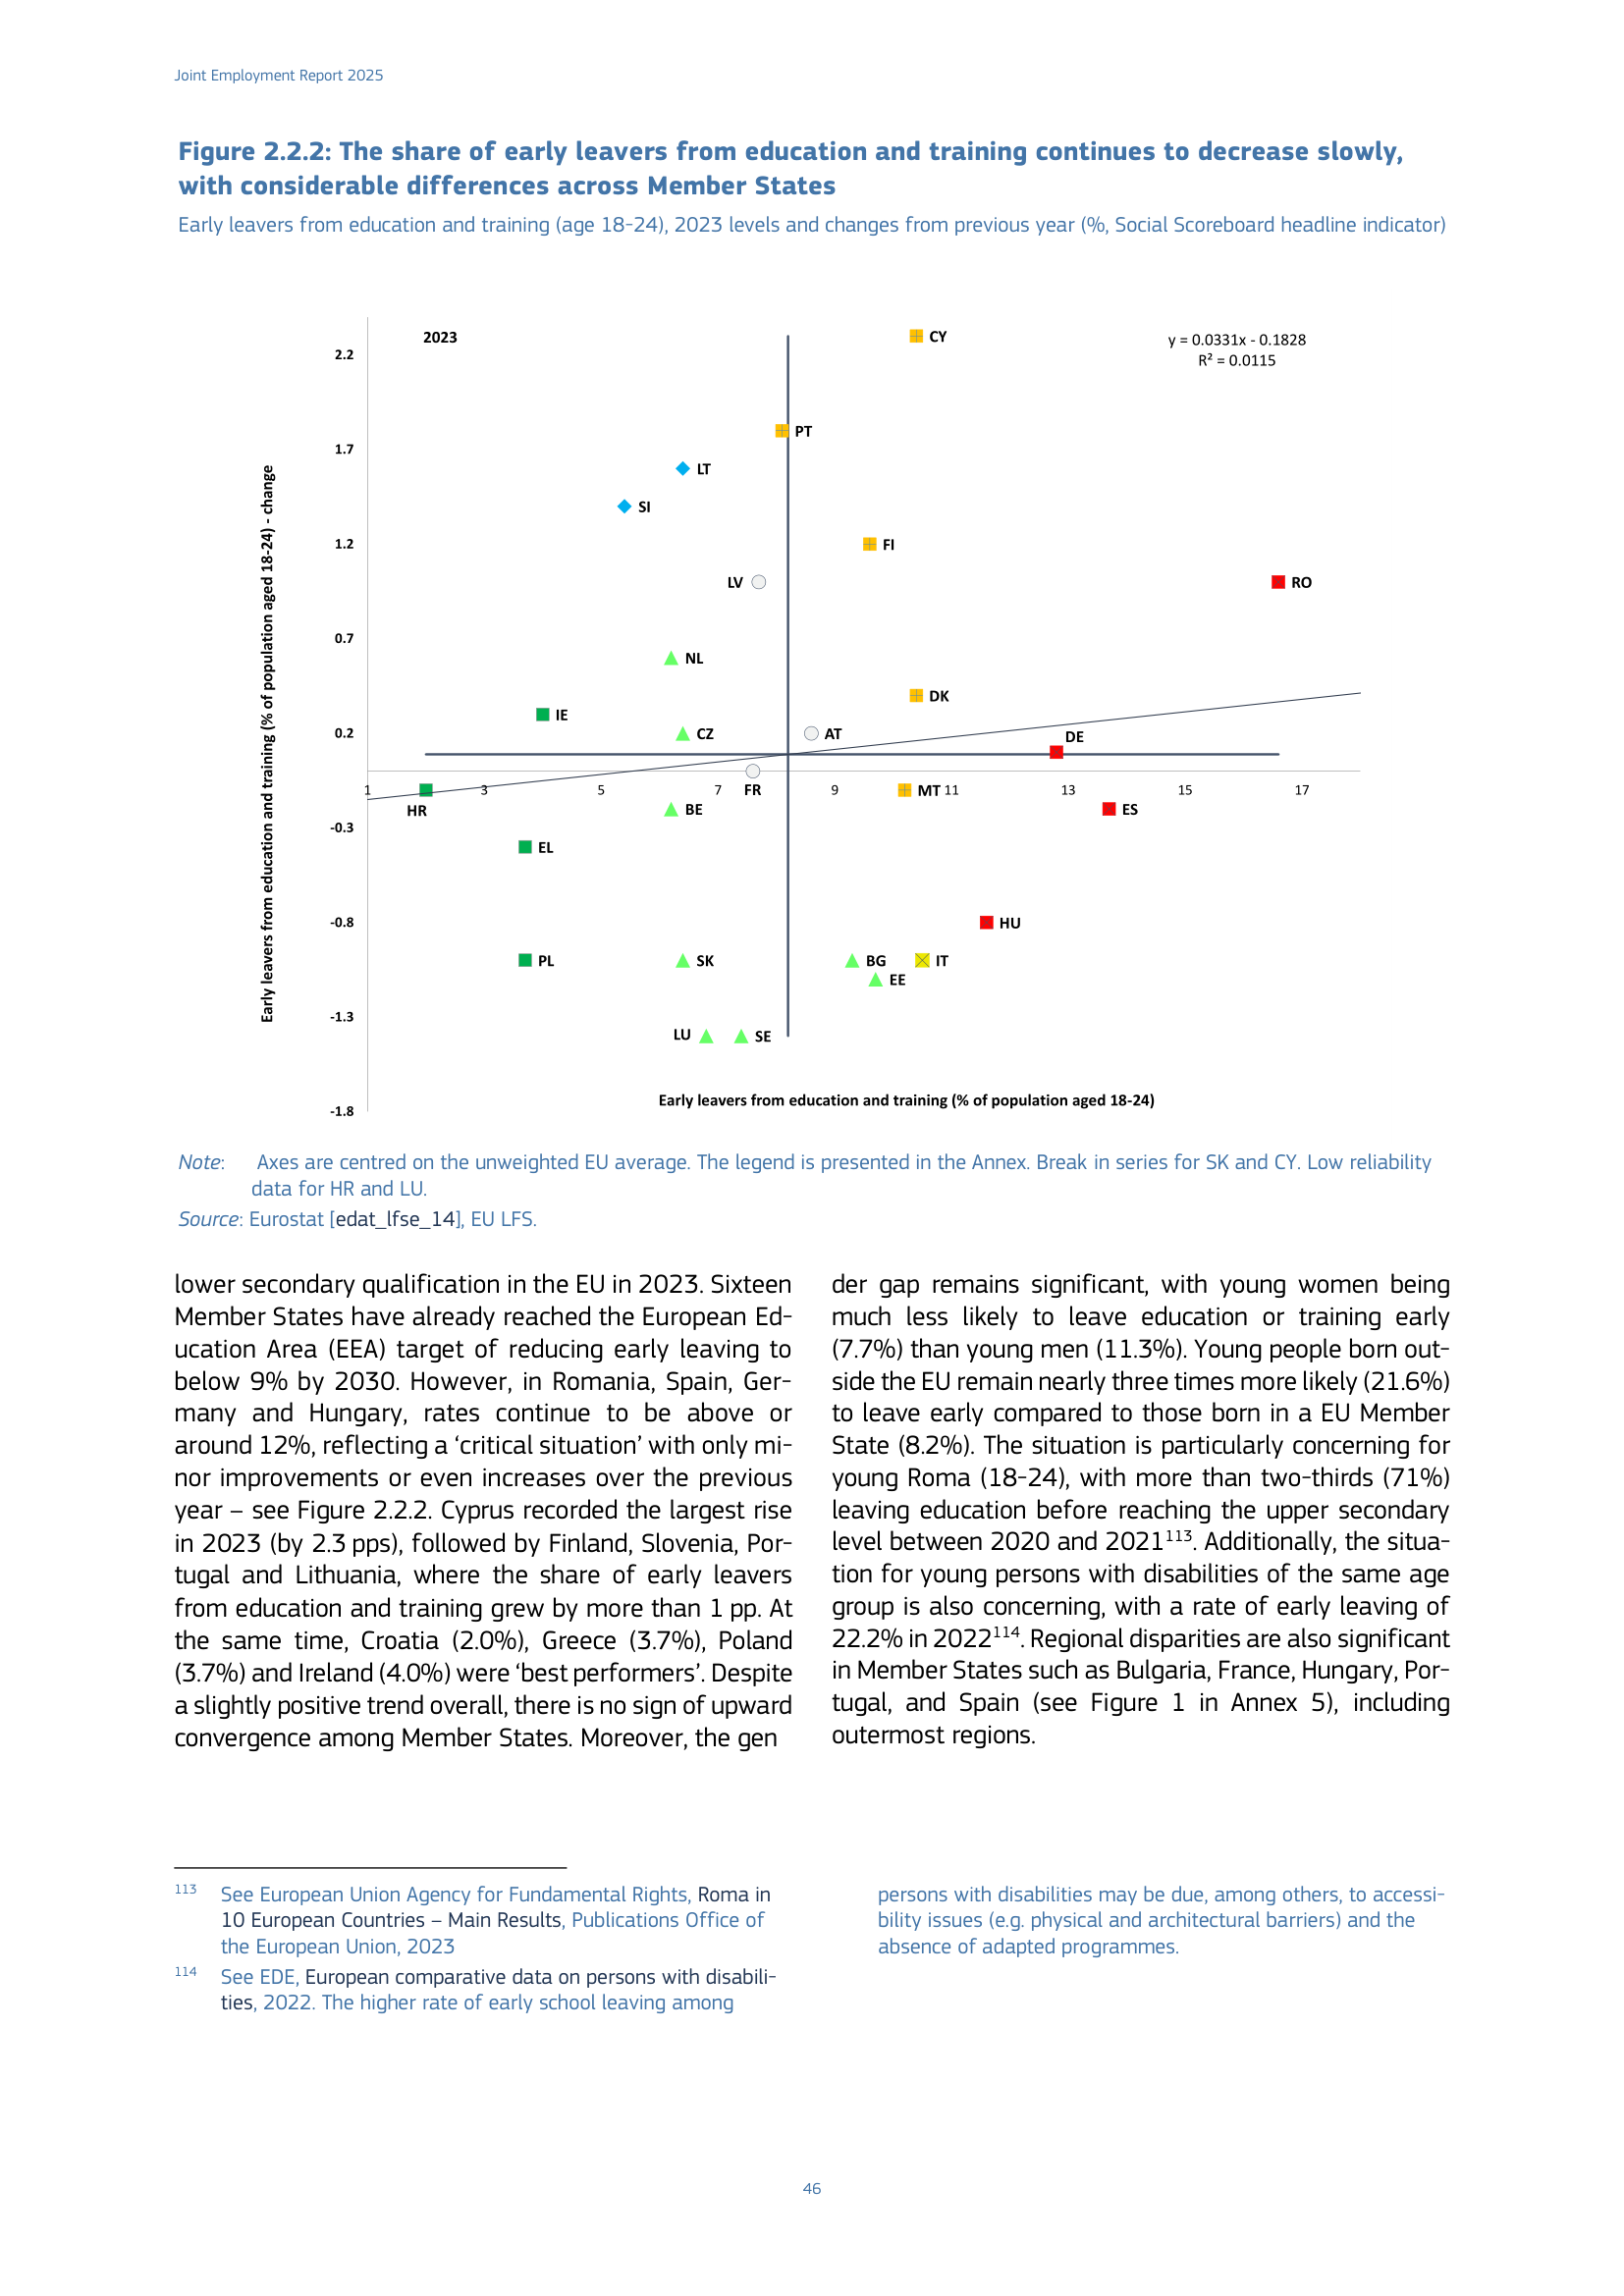 Joint Employment Report 2025
Figure 2.2.2: The share of early leavers from education and training continues to decrease slowly,
with considerable differences across Member States
Early leavers from education and training (age 18-24), 2023 levels and changes from previous year (%, Social Scoreboard headline indicator)
2023
CY
y = 0.0331x - 0.1828
R² = 0.0115
2.2
PT
1.7
LT
SI
1.2
FI
LV
RO
0.7
NL
DK
IE
0.2
CZ
AT
DE
1
3
5
7
FR
9
MT
11
13
15
17
HR
BE
ES
-0.3
EL
-0.8
HU
PL
SK
BG
IT
EE
-1.3
LU
SE
-1.8
Early leavers from education and training (% of population aged 18-24) - change
Early leavers from education and training (% of population aged 18-24)
Note: Axes are centred on the unweighted EU average. The legend is presented in the Annex. Break in series for SK and CY. Low reliability
data for HR and LU.
Source: Eurostat [edat_lfse_14], EU LFS.
lower secondary qualification in the EU in 2023. Sixteen
Member States have already reached the European Ed-
ucation Area (EEA) target of reducing early leaving to
below 9% by 2030. However, in Romania, Spain, Ger-
many and Hungary, rates continue to be above or
around 12%, reflecting a ‘critical situation’ with only mi-
nor improvements or even increases over the previous
year – see Figure 2.2.2. Cyprus recorded the largest rise
in 2023 (by 2.3 pps), followed by Finland, Slovenia, Por-
tugal and Lithuania, where the share of early leavers
from education and training grew by more than 1 pp. At
the same time, Croatia (2.0%), Greece (3.7%), Poland
(3.7%) and Ireland (4.0%) were ‘best performers’. Despite
a slightly positive trend overall, there is no sign of upward
convergence among Member States. Moreover, the gen
der gap remains significant, with young women being
much less likely to leave education or training early
(7.7%) than young men (11.3%). Young people born out-
side the EU remain nearly three times more likely (21.6%)
to leave early compared to those born in a EU Member
State (8.2%). The situation is particularly concerning for
young Roma (18-24), with more than two-thirds (71%)
leaving education before reaching the upper secondary
level between 2020 and 2021¹¹³. Additionally, the situa-
tion for young persons with disabilities of the same age
group is also concerning, with a rate of early leaving of
22.2% in 2022¹¹⁴. Regional disparities are also significant
in Member States such as Bulgaria, France, Hungary, Por-
tugal, and Spain (see Figure 1 in Annex 5), including
outermost regions.
113 See European Union Agency for Fundamental Rights, Roma in
10 European Countries – Main Results, Publications Office of
the European Union, 2023
114 See EDE, European comparative data on persons with disabili-
ties, 2022. The higher rate of early school leaving among
persons with disabilities may be due, among others, to accessi-
bility issues (e.g. physical and architectural barriers) and the
absence of adapted programmes.
46